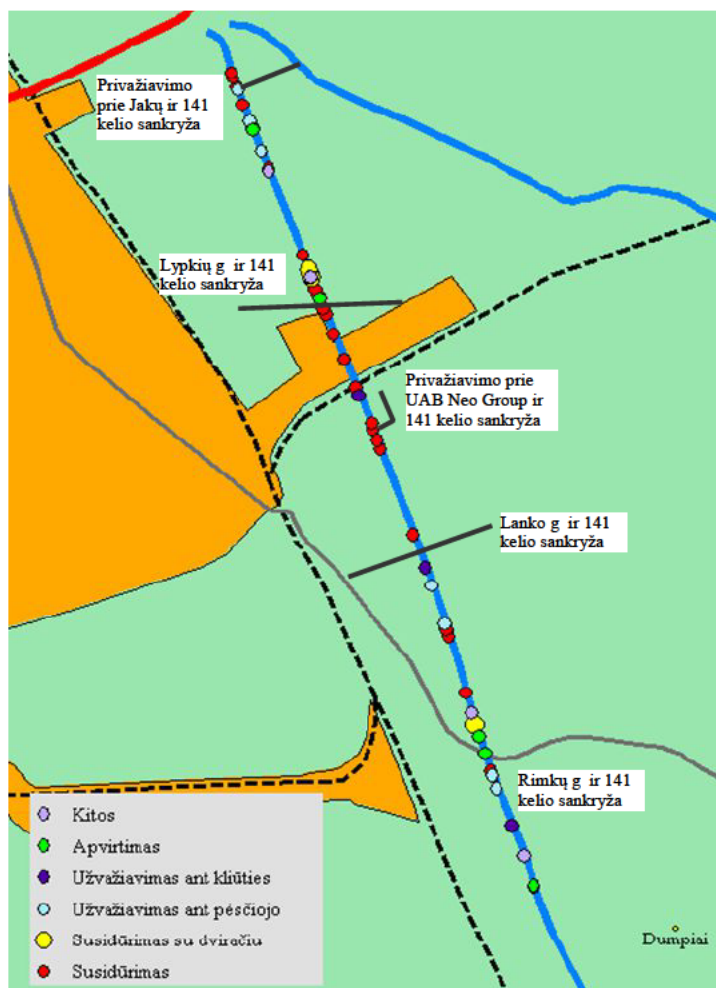 Privažiavimo
prie Jakų ir 141
kelio sankryža
Lypkių g ir 141
kelio sankryža
Privažiavimo prie
UAB Neo Group ir
141 kelio sankryža
Lanko g ir 141
kelio sankryža
Rimkų g ir 141
kelio sankryža
Kitos
Apvirtimas
Užvažiavimas ant kliūties
Užvažiavimas ant pėsčiojo
Susidūrimas su dviračiu
Susidūrimas
Dumpiai